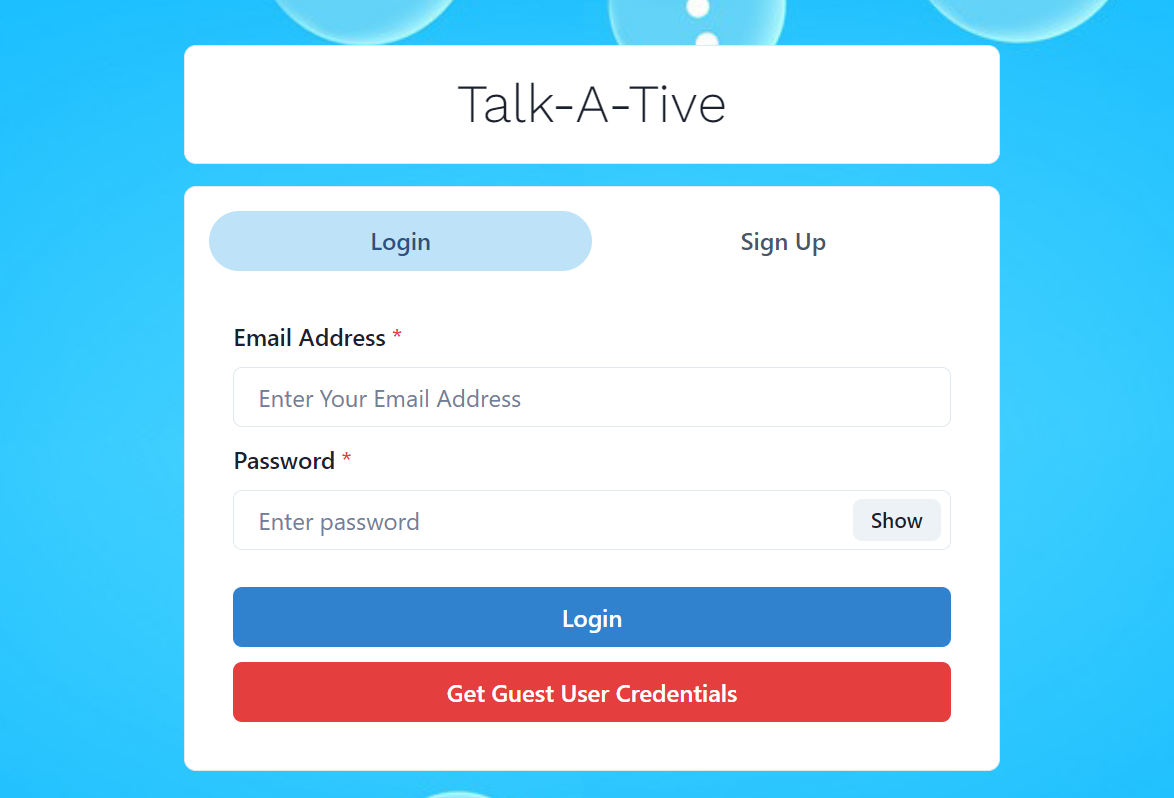 Talk-A-Tive
Login
Sign Up
Email Address *
Enter Your Email Address
Password *
Enter password
Show
Login
Get Guest User Credentials